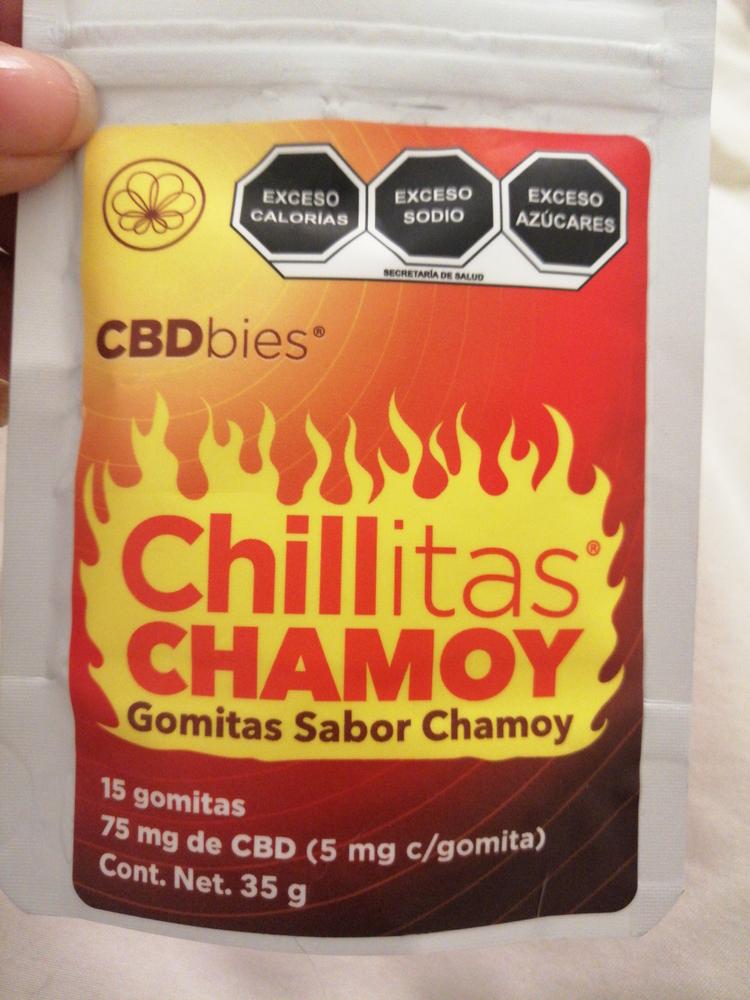 EXCESO
CALORÍAS
EXCESO
SODIO
EXCESO
AZÚCARES
SECRETARÍA DE SALUD
CBDbies®
Chillitas®
CHAMOY
Gomitas Sabor Chamoy
15 gomitas
75 mg de CBD (5 mg c/gomita)
Cont. Net. 35 g